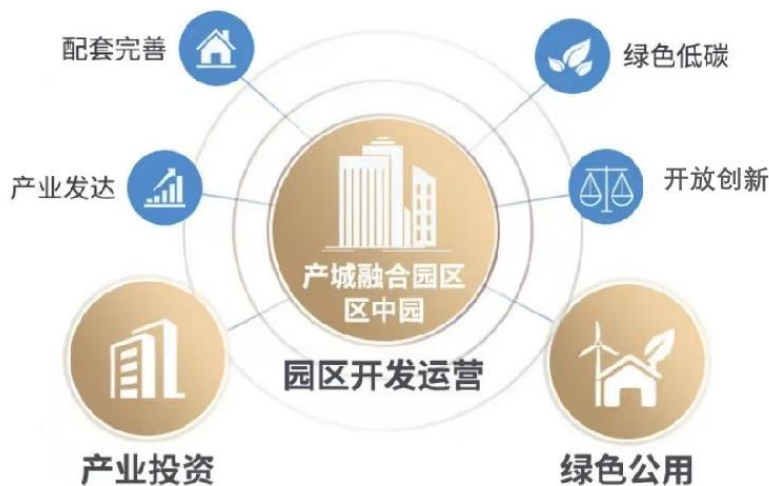 配套完善
绿色低碳
产业发达
开放创新
产城融合园区
区中园
园区开发运营
产业投资
绿色公用